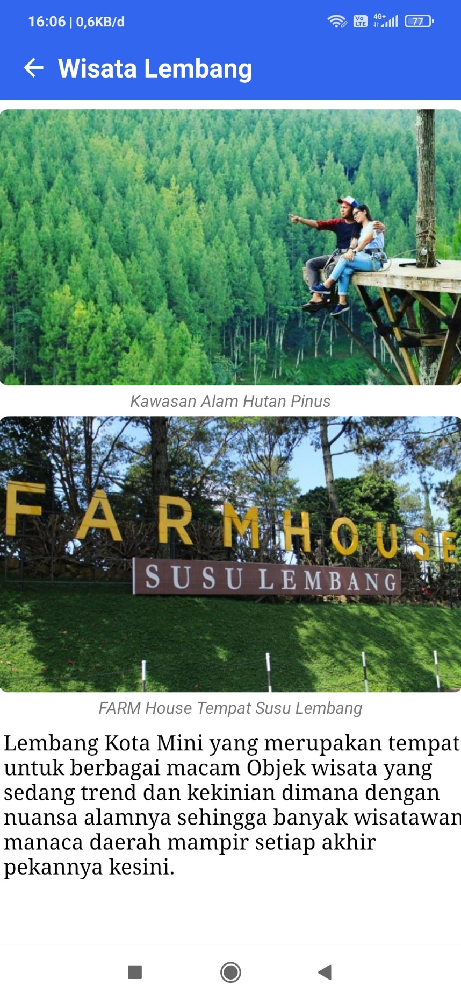 16:06 | 0,6KB/d
Vo LTE 4G+ 77
Wisata Lembang
Kawasan Alam Hutan Pinus
FARMHOUSE
SUSU LEMBANG
FARM House Tempat Susu Lembang
Lembang Kota Mini yang merupakan tempat
untuk berbagai macam Objek wisata yang
sedang trend dan kekinian dimana dengan
nuansa alamnya sehingga banyak wisatawan
manaca daerah mampir setiap akhir
pekannya kesini.